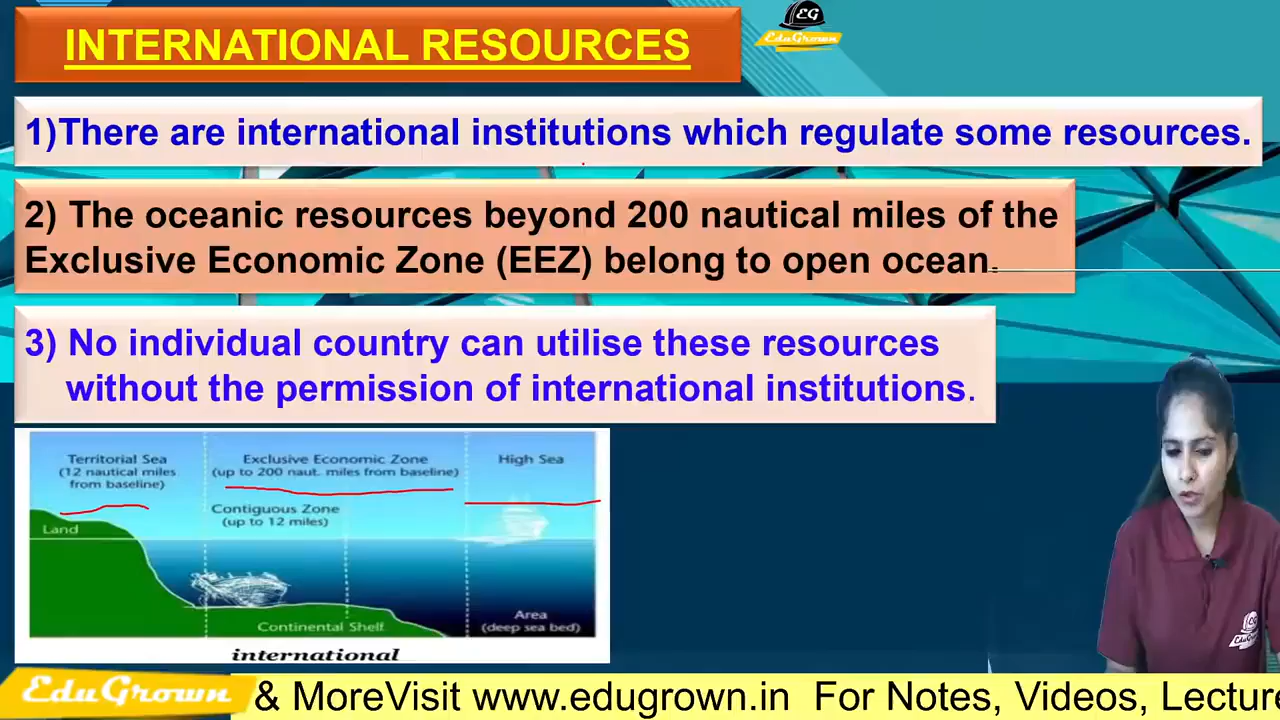 INTERNATIONAL RESOURCES
EG
EduGrown
1)There are international institutions which regulate some resources.
2) The oceanic resources beyond 200 nautical miles of the
Exclusive Economic Zone (EEZ) belong to open ocean.
3) No individual country can utilise these resources
without the permission of international institutions.
Territorial Sea
(12 nautical miles
from baseline)
Exclusive Economic Zone
(up to 200 naut. miles from baseline)
High Sea
Contiguous Zone
(up to 12 miles)
Land
Continental Shelf
Area
(deep sea bed)
international
EG
EduGrown
EduGrown
& MoreVisit www.edugrown.in For Notes, Videos, Lecture